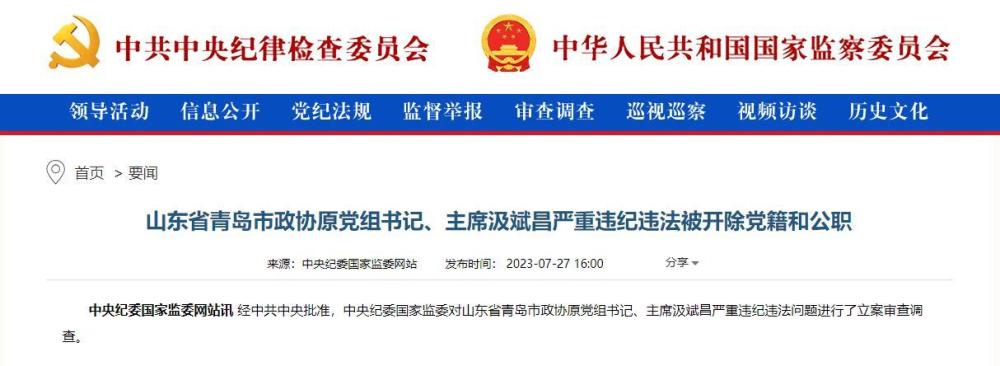 中共中央纪律检查委员会 中华人民共和国国家监察委员会
领导活动 信息公开 党纪法规 监督举报 审查调查 巡视巡察 视频访谈 历史文化
首页 > 要闻
山东省青岛市政协原党组书记、主席汲斌昌严重违纪违法被开除党籍和公职
来源：中央纪委国家监委网站 发布时间：2023-07-27 16:00 分享
中央纪委国家监委网站讯 经中共中央批准，中央纪委国家监委对山东省青岛市政协原党组书记、主席汲斌昌严重违纪违法问题进行了立案审查调
查。